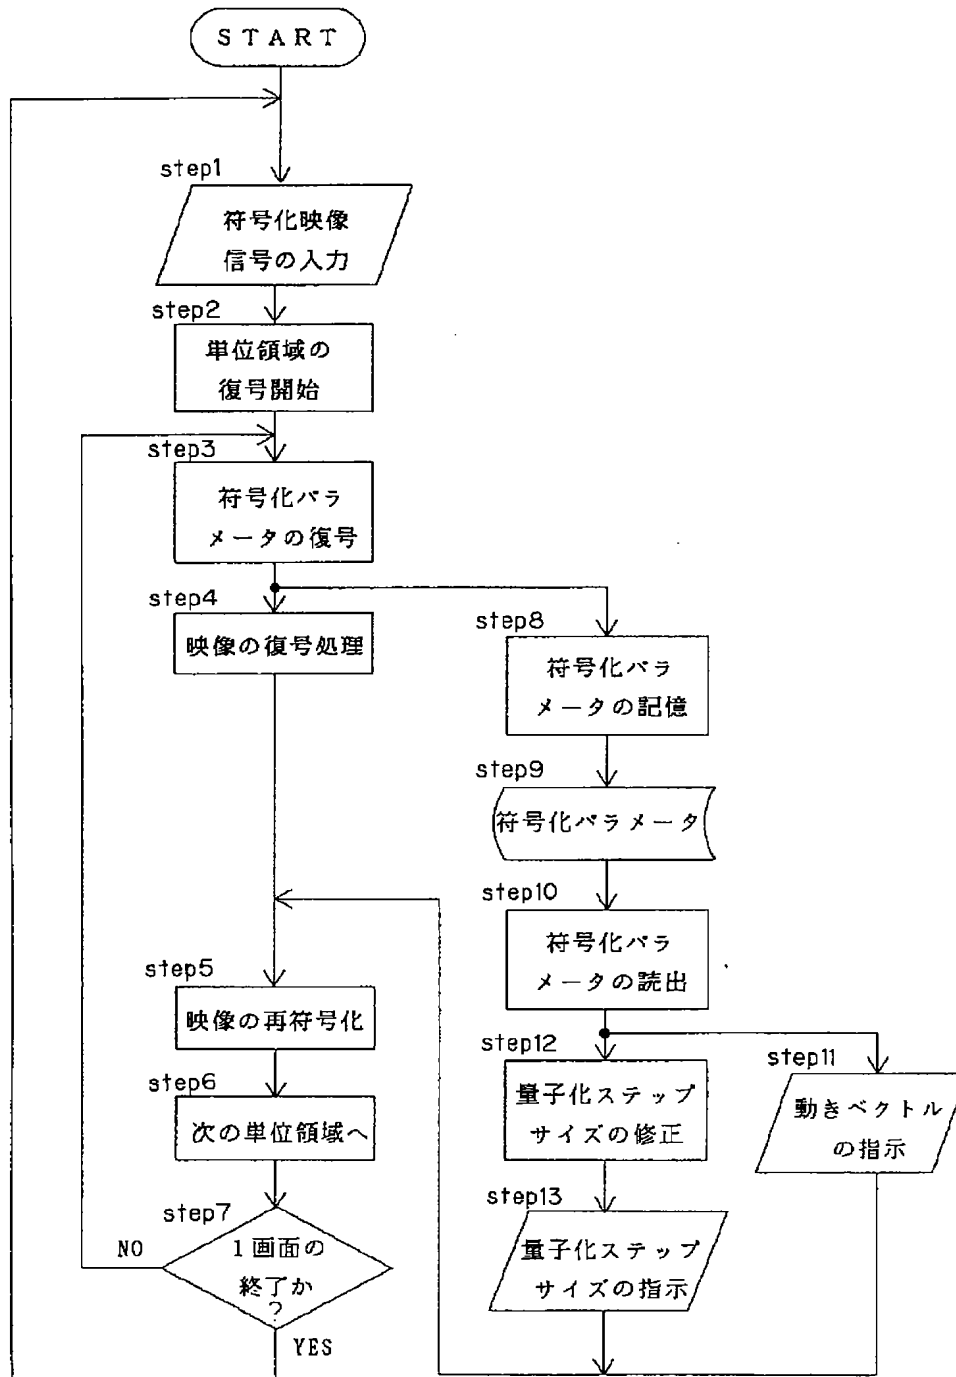 START
step1
符号化映像
信号の入力
step2
単位領域の
復号開始
step3
符号化パラ
メータの復号
step4
映像の復号処理
step8
符号化パラ
メータの記憶
step9
符号化パラメータ
step10
符号化パラ
メータの読出
step5
映像の再符号化
step12
量子化ステップ
サイズの修正
step11
動きベクトル
の指示
step6
次の単位領域へ
step13
量子化ステップ
サイズの指示
step7
1画面の
終了か
?
NO
YES